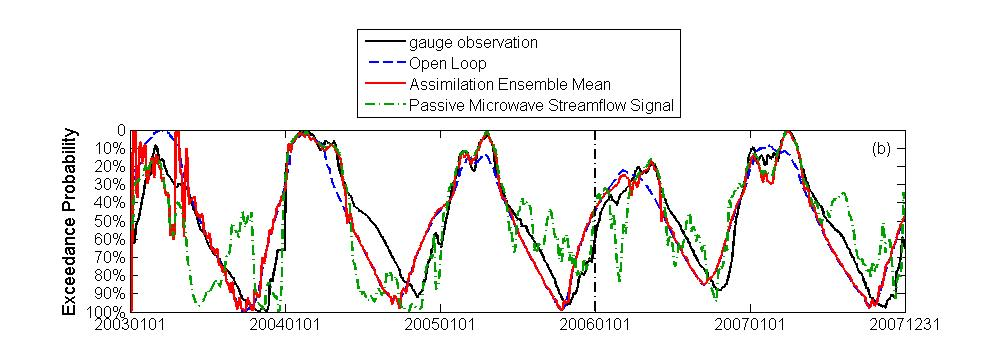 gauge observation
Open Loop
Assimilation Ensemble Mean
Passive Microwave Streamflow Signal
Exceedance Probability
0
10%
20%
30%
40%
50%
60%
70%
80%
90%
100%
(b)
20030101
20040101
20050101
20060101
20070101
20071231